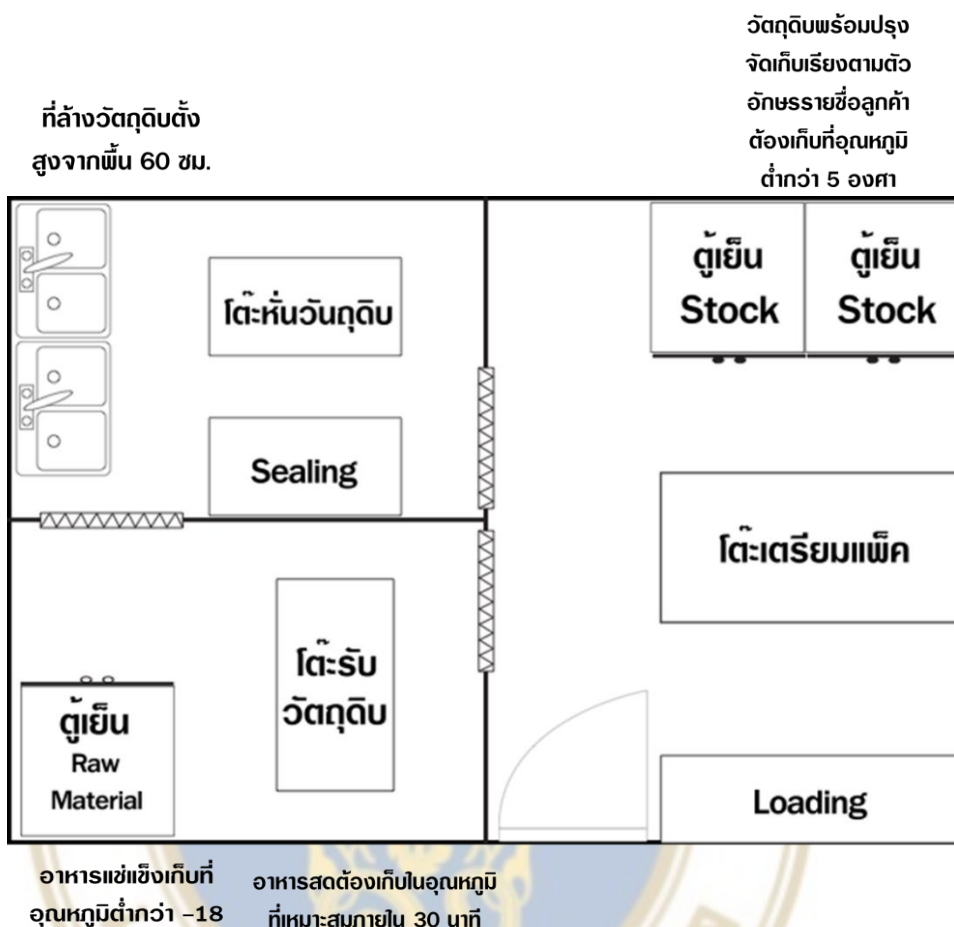 วัตถุดิบพร้อมปรุง
จัดเก็บเรียงตามตัว
อักษรรายชื่อลูกค้า
ต้องเก็บที่อุณหภูมิ
ต่ำกว่า 5 องศา
ที่ล้างวัตถุดิบตั้ง
สูงจากพื้น 60 ซม.
ตู้เย็น
Stock
ตู้เย็น
Stock
โต๊ะหั่นวันถุดิบ
Sealing
โต๊ะเตรียมแพ็ค
โต๊ะรับ
วัตถุดิบ
ตู้เย็น
Raw
Material
Loading
อาหารแช่แข็งเก็บที่
อุณหภูมิต่ำกว่า –18
อาหารสดต้องเก็บในอุณหภูมิ
ที่เหมาะสมภายใน 30 นาที